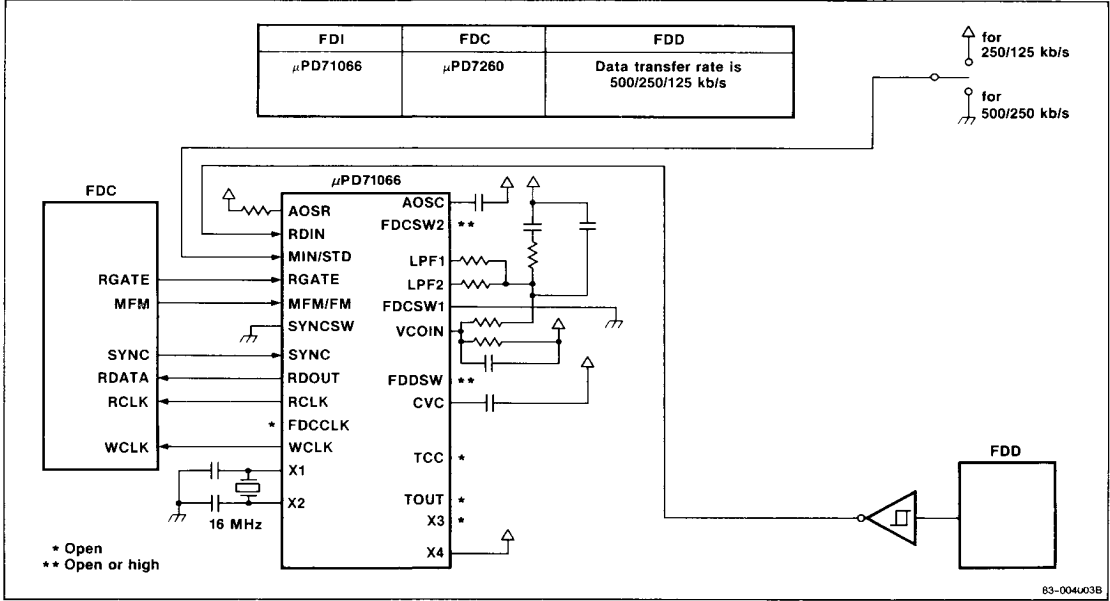 FDI FDC FDD
μPD71066 μPD7260 Data transfer rate is
500/250/125 kb/s
for
250/125 kb/s
for
500/250 kb/s
FDC
RGATE
MFM
SYNC
RDATA
RCLK
WCLK
μPD71066
AOSR
RDIN
MIN/STD
RGATE
MFM/FM
SYNCSW
SYNC
RDOUT
RCLK
* FDCCLK
WCLK
X1
X2
16 MHz
AOSC
FDCSW2 **
LPF1
LPF2
FDCSW1
VCOIN
FDDSW **
CVC
TCC *
TOUT *
X3 *
X4
FDD
* Open
** Open or high
83-004003B